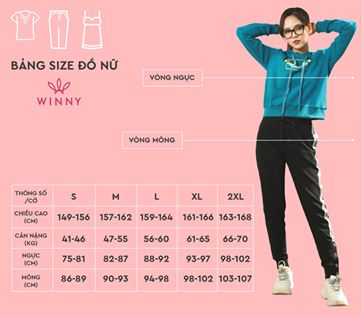 BẢNG SIZE ĐỒ NỮ
WINNY
VÒNG NGỰC
VÒNG MÔNG
THÔNG SỐ /CỠ S M L XL 2XL
CHIỀU CAO (CM) 149-156 157-162 159-164 161-166 163-168
CÂN NẶNG (KG) 41-46 47-55 56-60 61-65 66-70
NGỰC (CM) 75-81 82-87 88-92 93-97 98-102
MÔNG (CM) 86-89 90-93 94-98 98-102 103-107